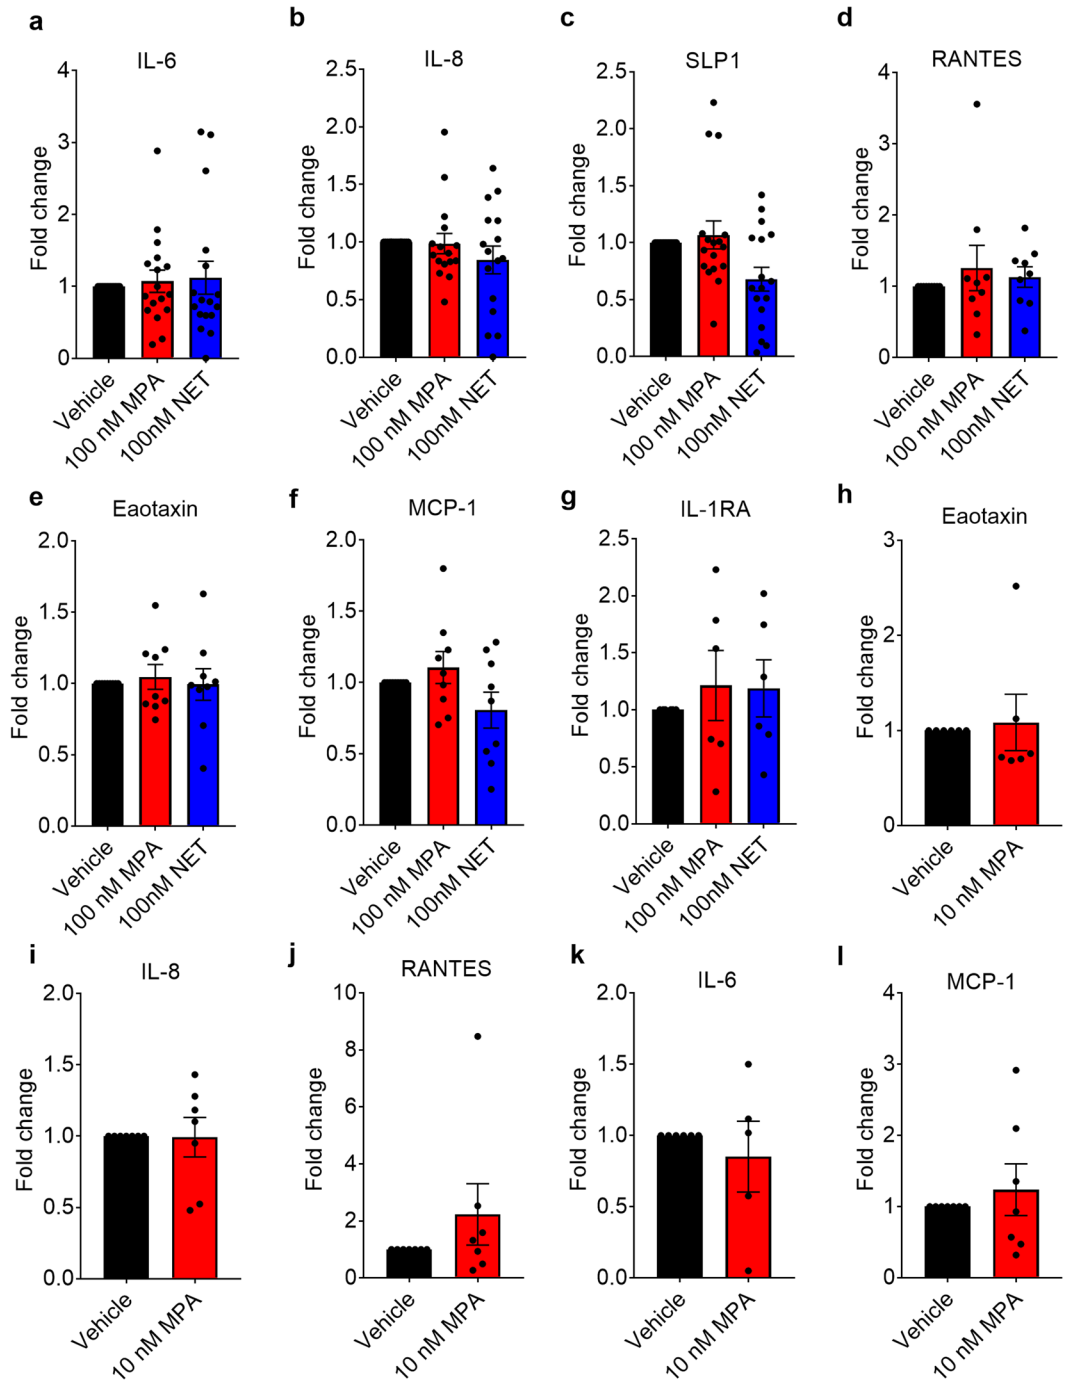 a
IL-6
Fold change
4
3
2
1
0
Vehicle
100 nM MPA
100nM NET
b
IL-8
Fold change
2.5
2.0
1.5
1.0
0.5
0.0
Vehicle
100 nM MPA
100nM NET
c
SLP1
Fold change
2.5
2.0
1.5
1.0
0.5
0.0
Vehicle
100 nM MPA
100nM NET
d
RANTES
Fold change
4
3
2
1
0
Vehicle
100 nM MPA
100nM NET
e
Eaotaxin
Fold change
2.0
1.5
1.0
0.5
0.0
Vehicle
100 nM MPA
100nM NET
f
MCP-1
Fold change
2.0
1.5
1.0
0.5
0.0
Vehicle
100 nM MPA
100nM NET
g
IL-1RA
Fold change
2.5
2.0
1.5
1.0
0.5
0.0
Vehicle
100 nM MPA
100nM NET
h
Eaotaxin
Fold change
3
2
1
0
Vehicle
10 nM MPA
i
IL-8
Fold change
2.0
1.5
1.0
0.5
0.0
Vehicle
10 nM MPA
j
RANTES
Fold change
10
8
6
4
2
0
Vehicle
10 nM MPA
k
IL-6
Fold change
2.0
1.5
1.0
0.5
0.0
Vehicle
10 nM MPA
l
MCP-1
Fold change
4
3
2
1
0
Vehicle
10 nM MPA